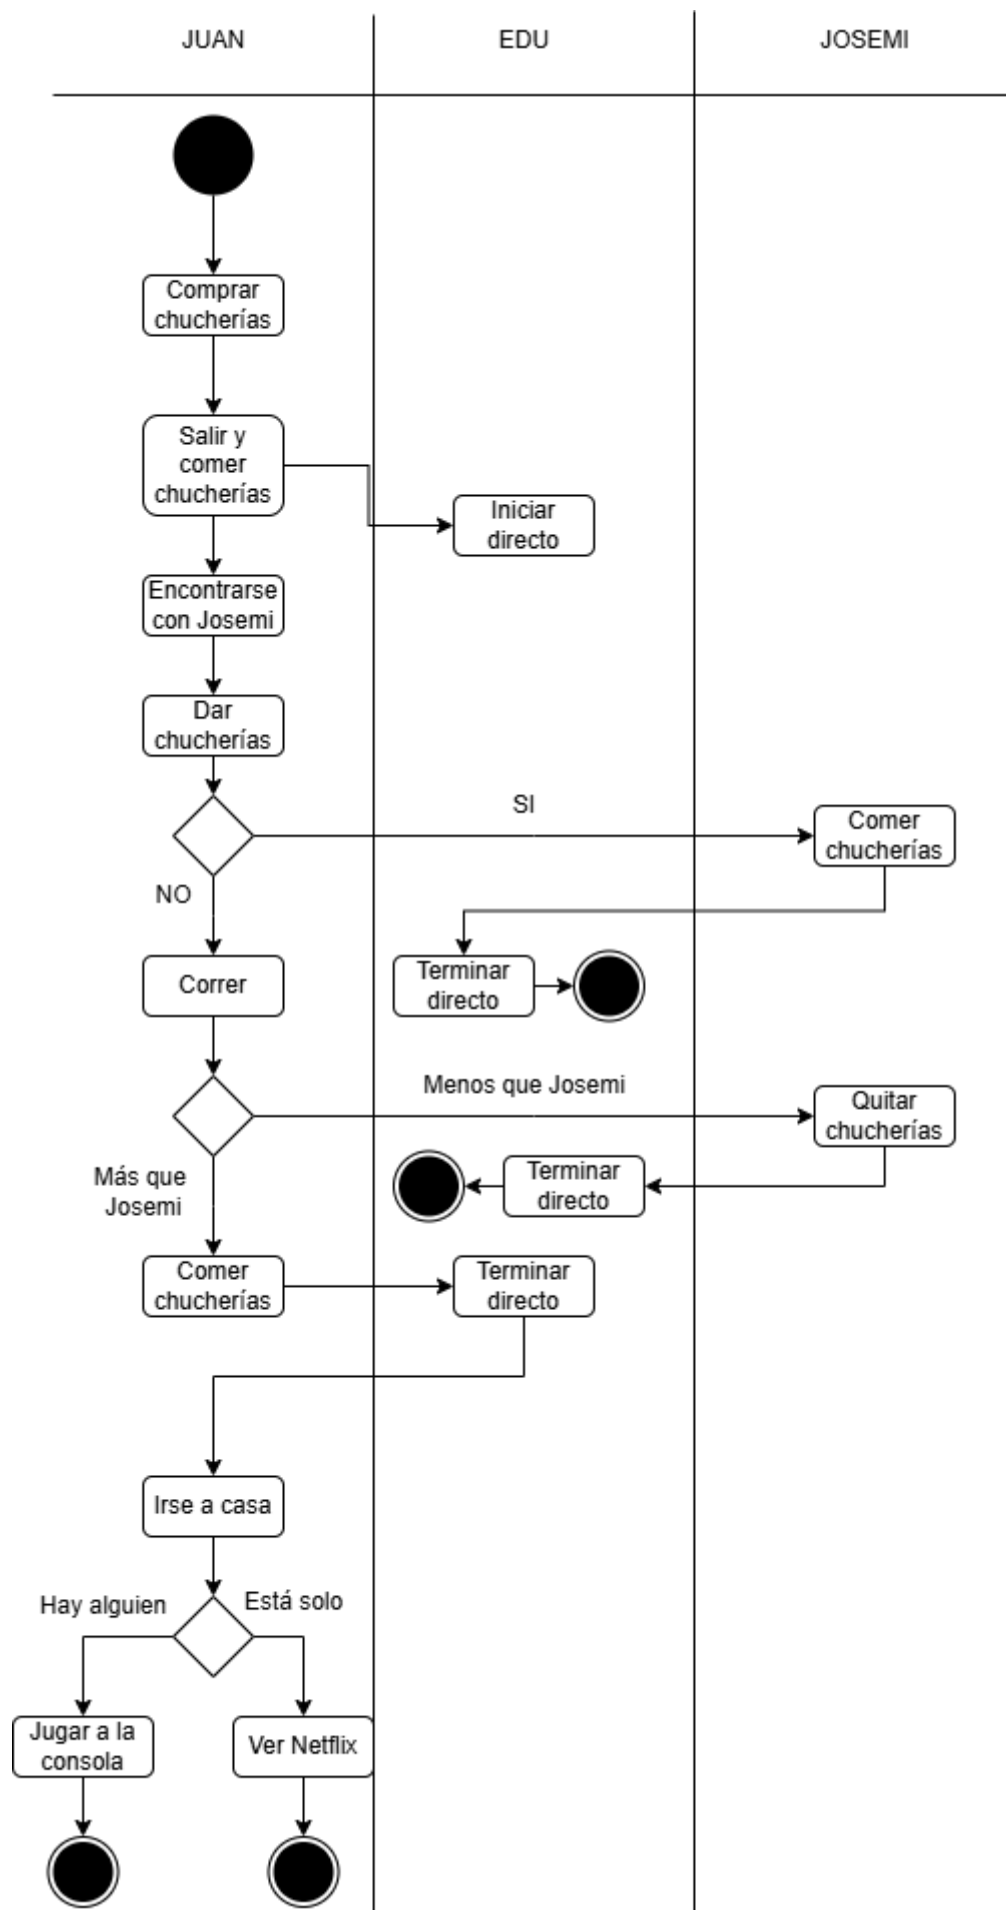 JUAN
EDU
JOSEMI
Comprar
chucherías
Salir y
comer
chucherías
Iniciar
directo
Encontrarse
con Josemi
Dar
chucherías
SI
Comer
chucherías
NO
Correr
Terminar
directo
Menos que Josemi
Quitar
chucherías
Más que
Josemi
Terminar
directo
Comer
chucherías
Terminar
directo
Irse a casa
Hay alguien
Está solo
Jugar a la
consola
Ver Netflix